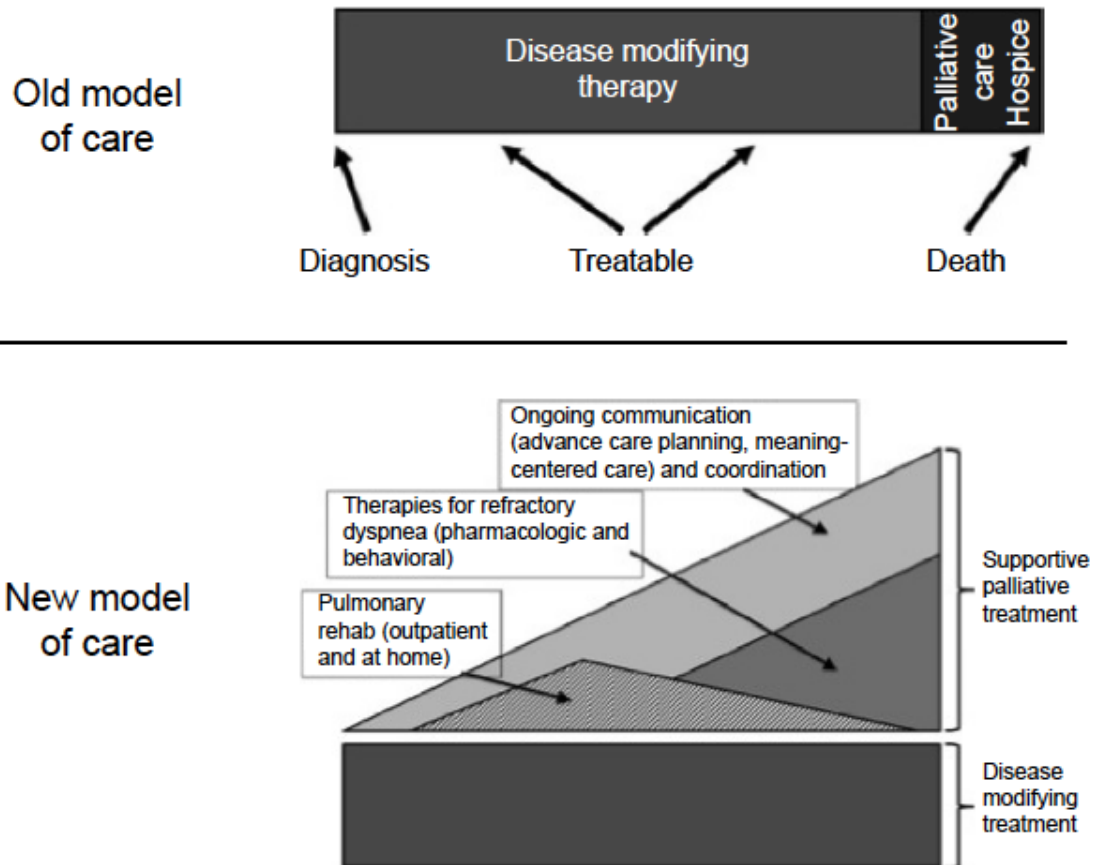 Old model
of care
Disease modifying
therapy
Palliative
care
Hospice
Diagnosis
Treatable
Death
New model
of care
Ongoing communication
(advance care planning, meaning-
centered care) and coordination
Therapies for refractory
dyspnea (pharmacologic and
behavioral)
Pulmonary
rehab (outpatient
and at home)
Supportive
palliative
treatment
Disease
modifying
treatment